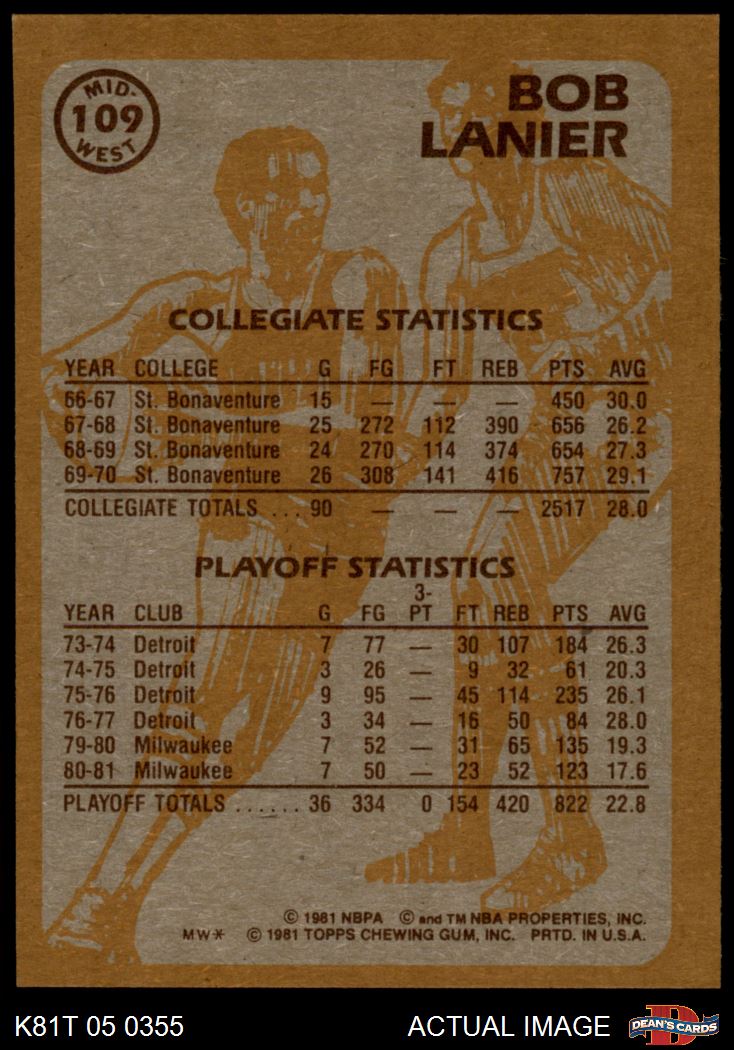 MID-
109
WEST
BOB
LANIER
COLLEGIATE STATISTICS
YEAR COLLEGE G FG FT REB PTS AVG
66-67 St. Bonaventure 15 — — — 450 30.0
67-68 St. Bonaventure 25 272 112 390 656 26.2
68-69 St. Bonaventure 24 270 114 374 654 27.3
69-70 St. Bonaventure 26 308 141 416 757 29.1
COLLEGIATE TOTALS ... 90 — — — 2517 28.0
PLAYOFF STATISTICS
YEAR CLUB G FG 3-PT FT REB PTS AVG
73-74 Detroit 7 77 — 30 107 184 26.3
74-75 Detroit 3 26 — 9 32 61 20.3
75-76 Detroit 9 95 — 45 114 235 26.1
76-77 Detroit 3 34 — 16 50 84 28.0
79-80 Milwaukee 7 52 — 31 65 135 19.3
80-81 Milwaukee 7 50 — 23 52 123 17.6
PLAYOFF TOTALS ...... 36 334 0 154 420 822 22.8
© 1981 NBPA © and TM NBA PROPERTIES, INC.
MW* © 1981 TOPPS CHEWING GUM, INC. PRTD. IN U.S.A.
K81T 05 0355 ACTUAL IMAGE D DEAN'S CARDS